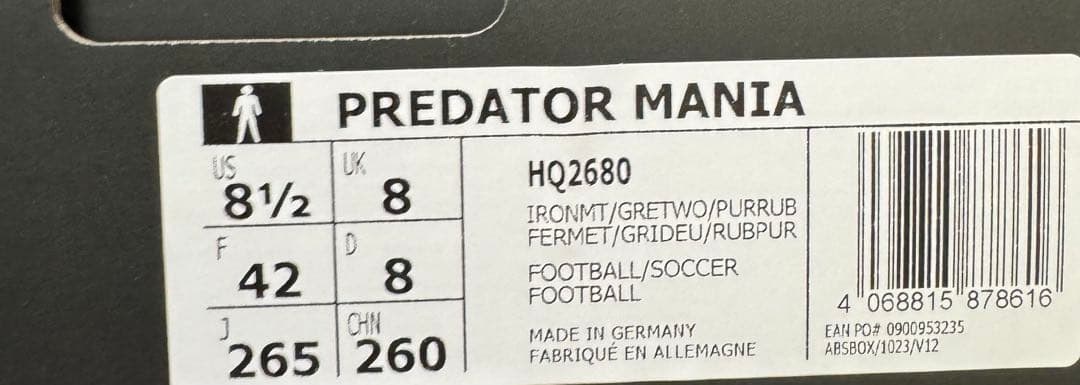 PREDATOR MANIA
US
8½
UK
8
F
42
D
8
J
265
CHN
260
HQ2680
IRONMT/GRETWO/PURRUB
FERMET/GRIDEU/RUBPUR
FOOTBALL/SOCCER
FOOTBALL
MADE IN GERMANY
FABRIQUÉ EN ALLEMAGNE
4 068815 878616
EAN PO# 0900953235
ABSBOX/1023/V12